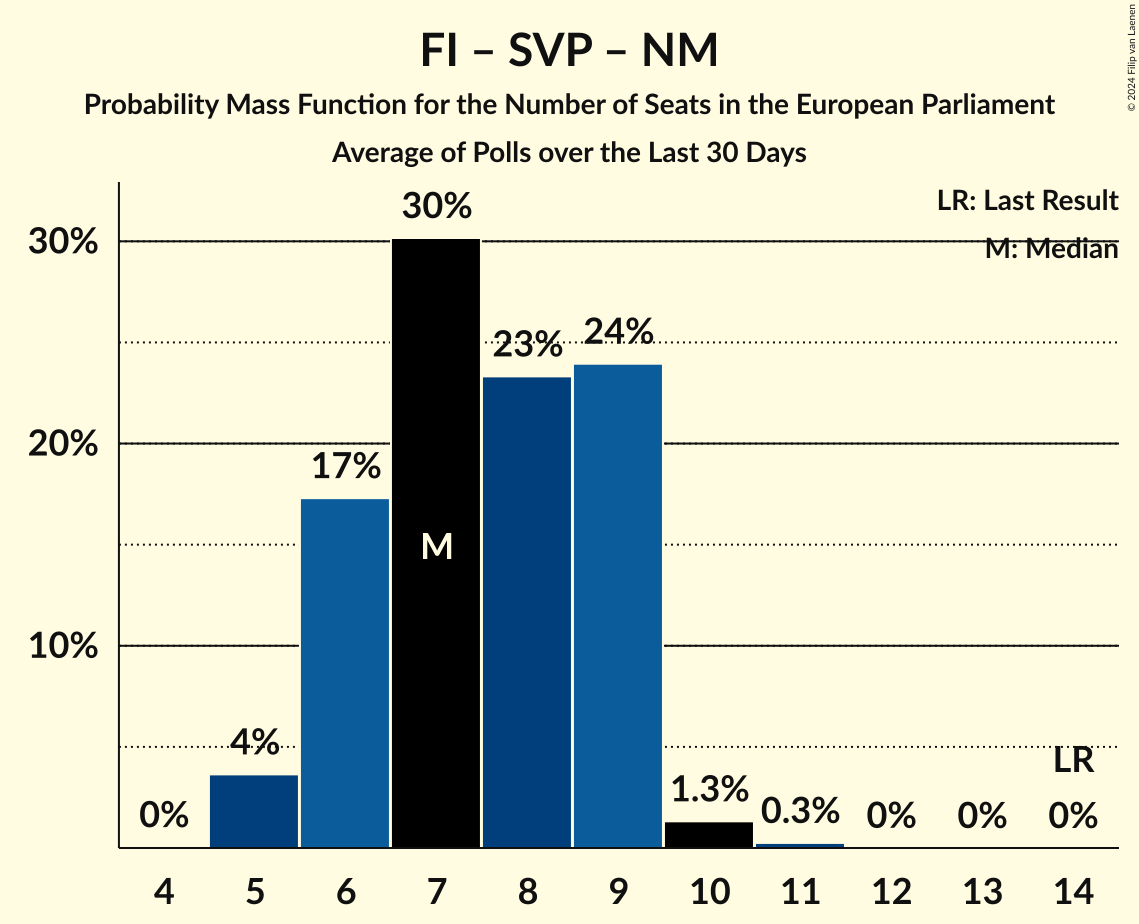 FI – SVP – NM
Probability Mass Function for the Number of Seats in the European Parliament
Average of Polls over the Last 30 Days
© 2024 Filip van Laenen
LR: Last Result
M: Median
30%
20%
10%
0%
4%
17%
30%
23%
24%
1.3%
0.3%
0%
0%
0%
M
LR
4 5 6 7 8 9 10 11 12 13 14